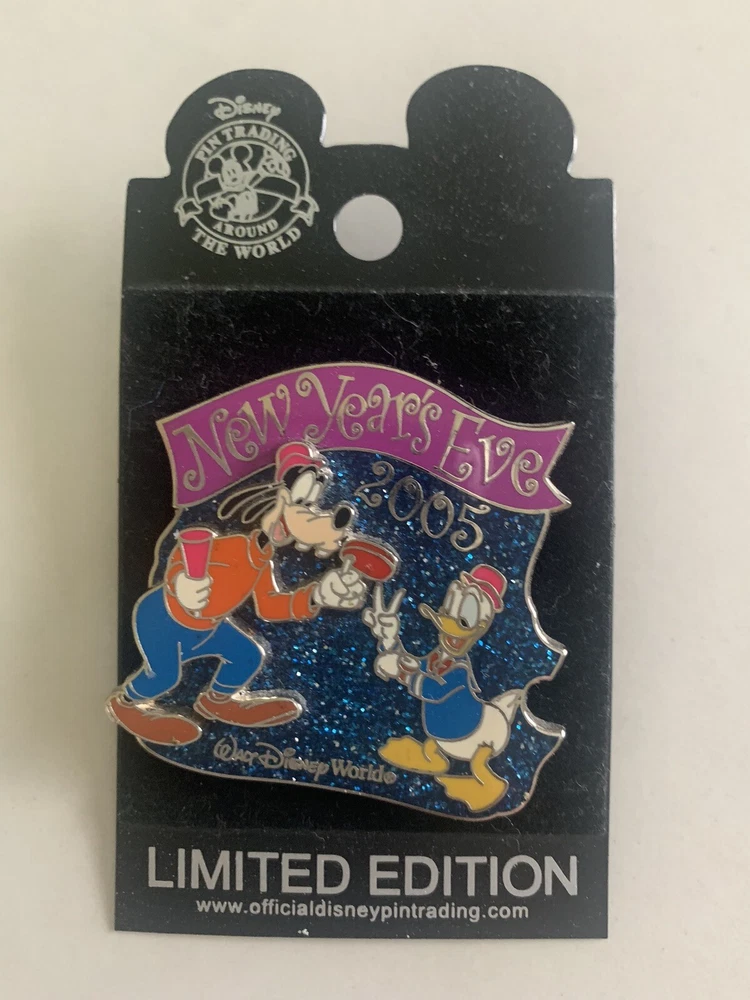 Disney
PIN TRADING
AROUND
THE WORLD
New Year's Eve
2005
Walt Disney World
LIMITED EDITION
www.officialdisneypintrading.com